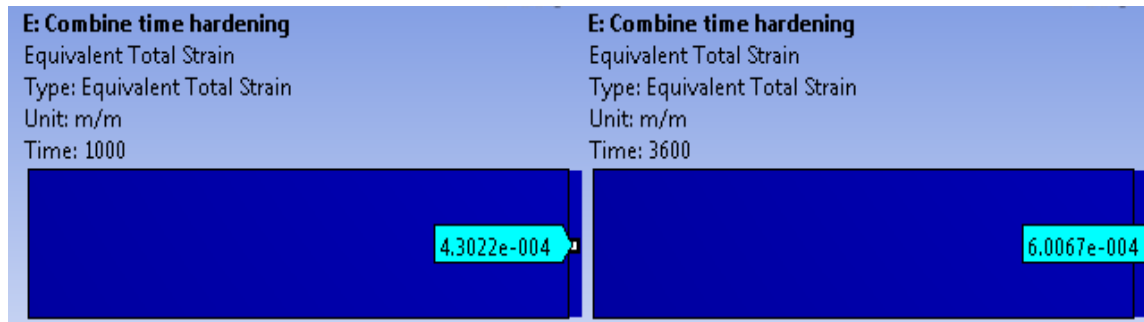 E: Combine time hardening
Equivalent Total Strain
Type: Equivalent Total Strain
Unit: m/m
Time: 1000
4.3022e-004
E: Combine time hardening
Equivalent Total Strain
Type: Equivalent Total Strain
Unit: m/m
Time: 3600
6.0067e-004